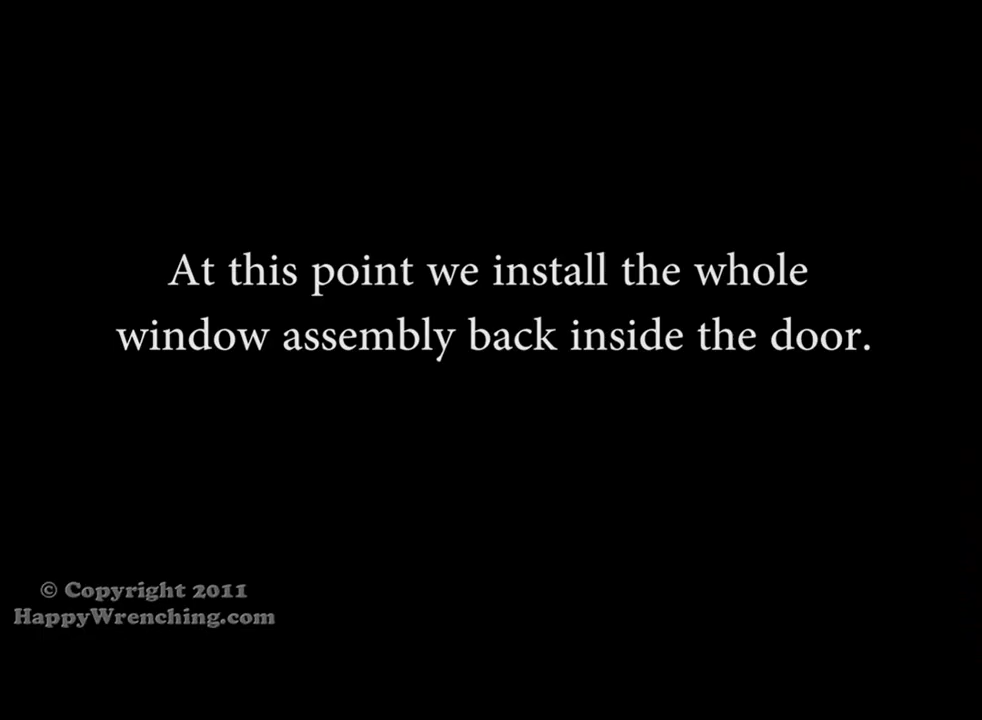 At this point we install the whole
window assembly back inside the door.
© Copyright 2011
HappyWrenching.com